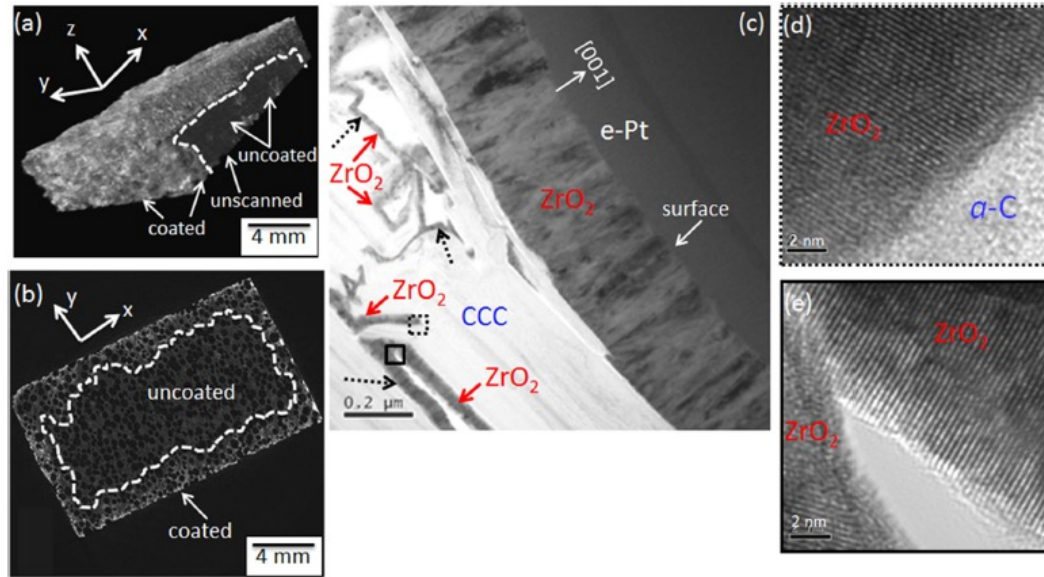 (a)
z
x
y
uncoated
unscanned
coated
4 mm
(b)
y
x
uncoated
coated
4 mm
(c)
[001]
e-Pt
ZrO₂
ZrO₂
surface
ZrO₂
CCC
ZrO₂
0.2 µm
(d)
ZrO₂
a-C
2 nm
(e)
ZrO₂
ZrO₂
2 nm